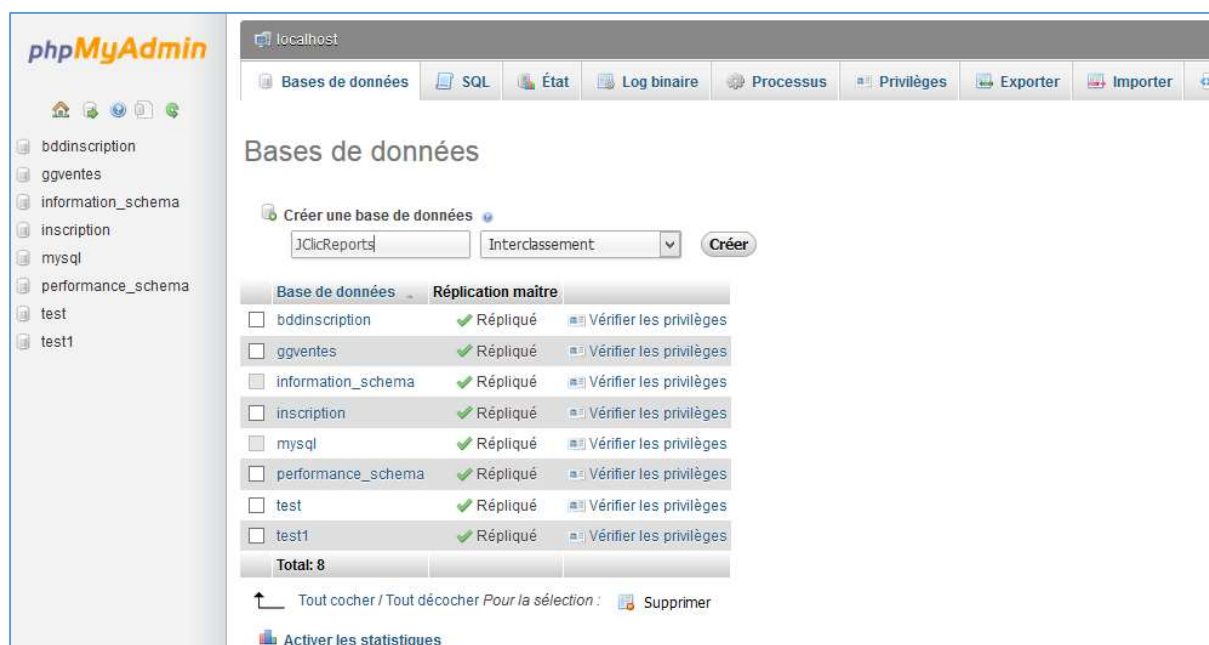 phpMyAdmin
bddinscription
ggventes
information_schema
inscription
mysql
performance_schema
test
test1
localhost
Bases de données SQL État Log binaire Processus Privilèges Exporter Importer
Bases de données
Créer une base de données
JClicReports Interclassement Créer
Base de données Réplication maître
bddinscription Répliqué Vérifier les privilèges
ggventes Répliqué Vérifier les privilèges
information_schema Répliqué Vérifier les privilèges
inscription Répliqué Vérifier les privilèges
mysql Répliqué Vérifier les privilèges
performance_schema Répliqué Vérifier les privilèges
test Répliqué Vérifier les privilèges
test1 Répliqué Vérifier les privilèges
Total: 8
Tout cocher / Tout décocher Pour la sélection : Supprimer
Activer les statistiques